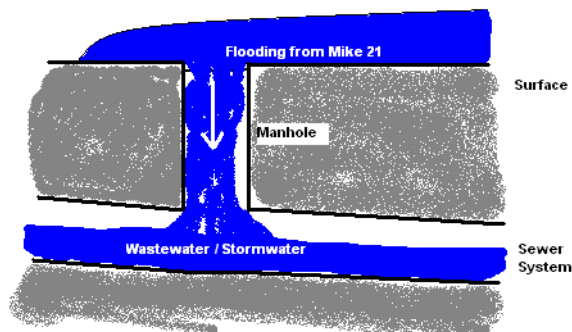 Flooding from Mike 21
Surface
Manhole
Wastewater / Stormwater
Sewer
System